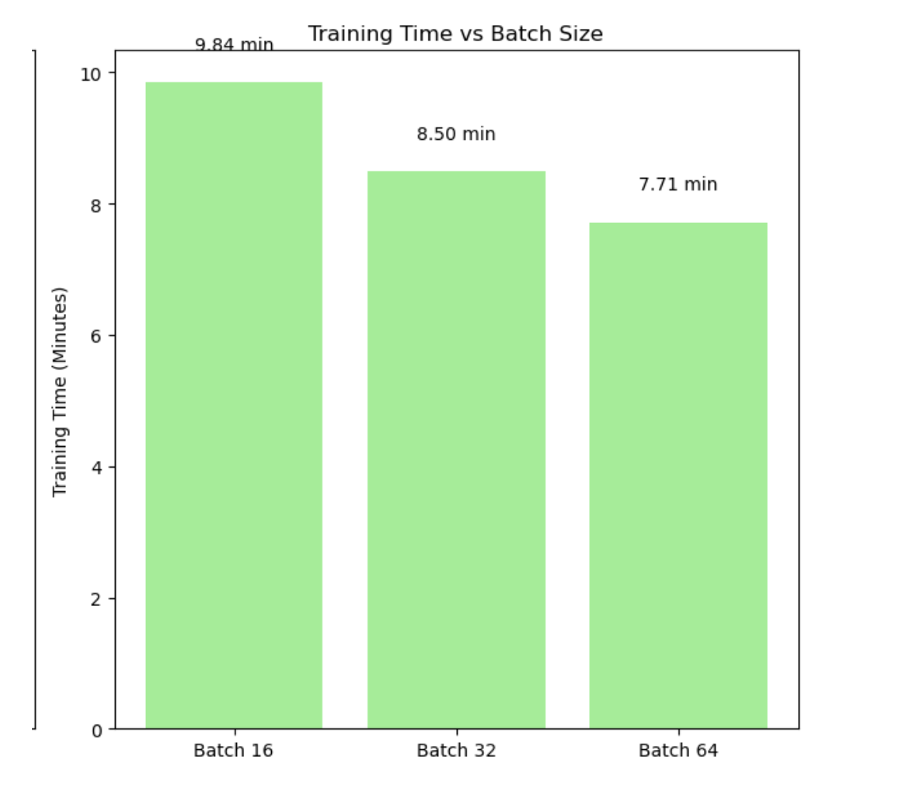 Training Time vs Batch Size
9.84 min
8.50 min
7.71 min
Training Time (Minutes)
10
8
6
4
2
0
Batch 16
Batch 32
Batch 64